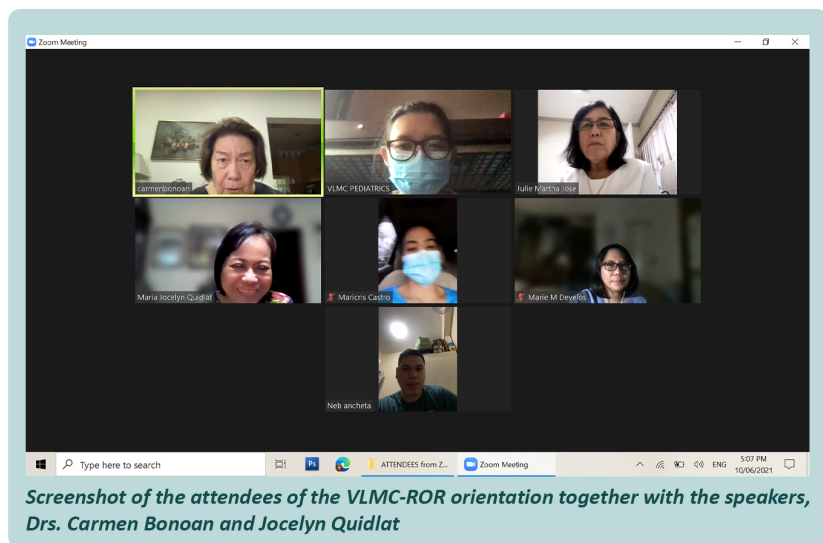 Zoom Meeting
carmenbonoan
VLMC PEDIATRICS
Julie Martha Jose
Maria Jocelyn Quidlat
Maricris Castro
Marie M Develos
Neb ancheta
Type here to search
Ps
ATTENDEES from Z...
Zoom Meeting
ENG
5:07 PM
10/06/2021
Screenshot of the attendees of the VLMC-ROR orientation together with the speakers,
Drs. Carmen Bonoan and Jocelyn Quidlat